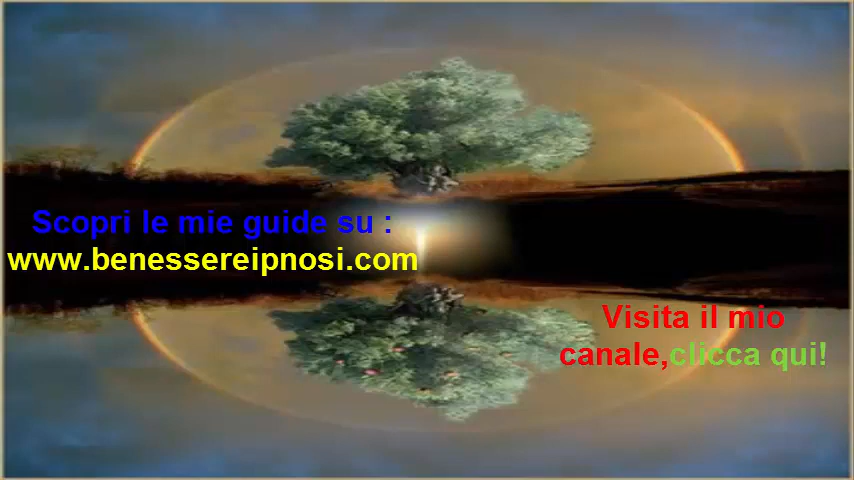 Scopri le mie guide su :
www.benessereipnosi.com
Visita il mio
canale,clicca qui!